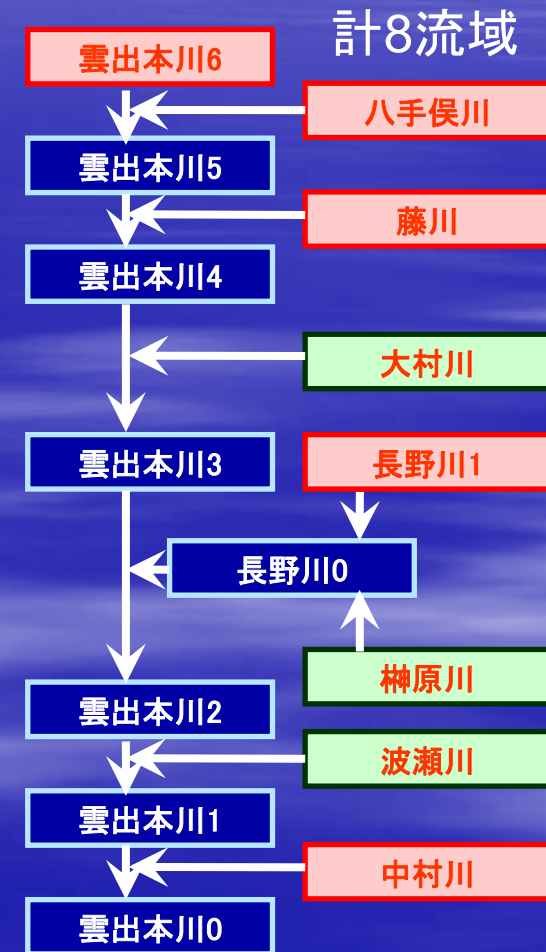 計8流域
雲出本川6
八手俣川
雲出本川5
藤川
雲出本川4
大村川
雲出本川3
長野川1
長野川0
榊原川
雲出本川2
波瀬川
雲出本川1
中村川
雲出本川0